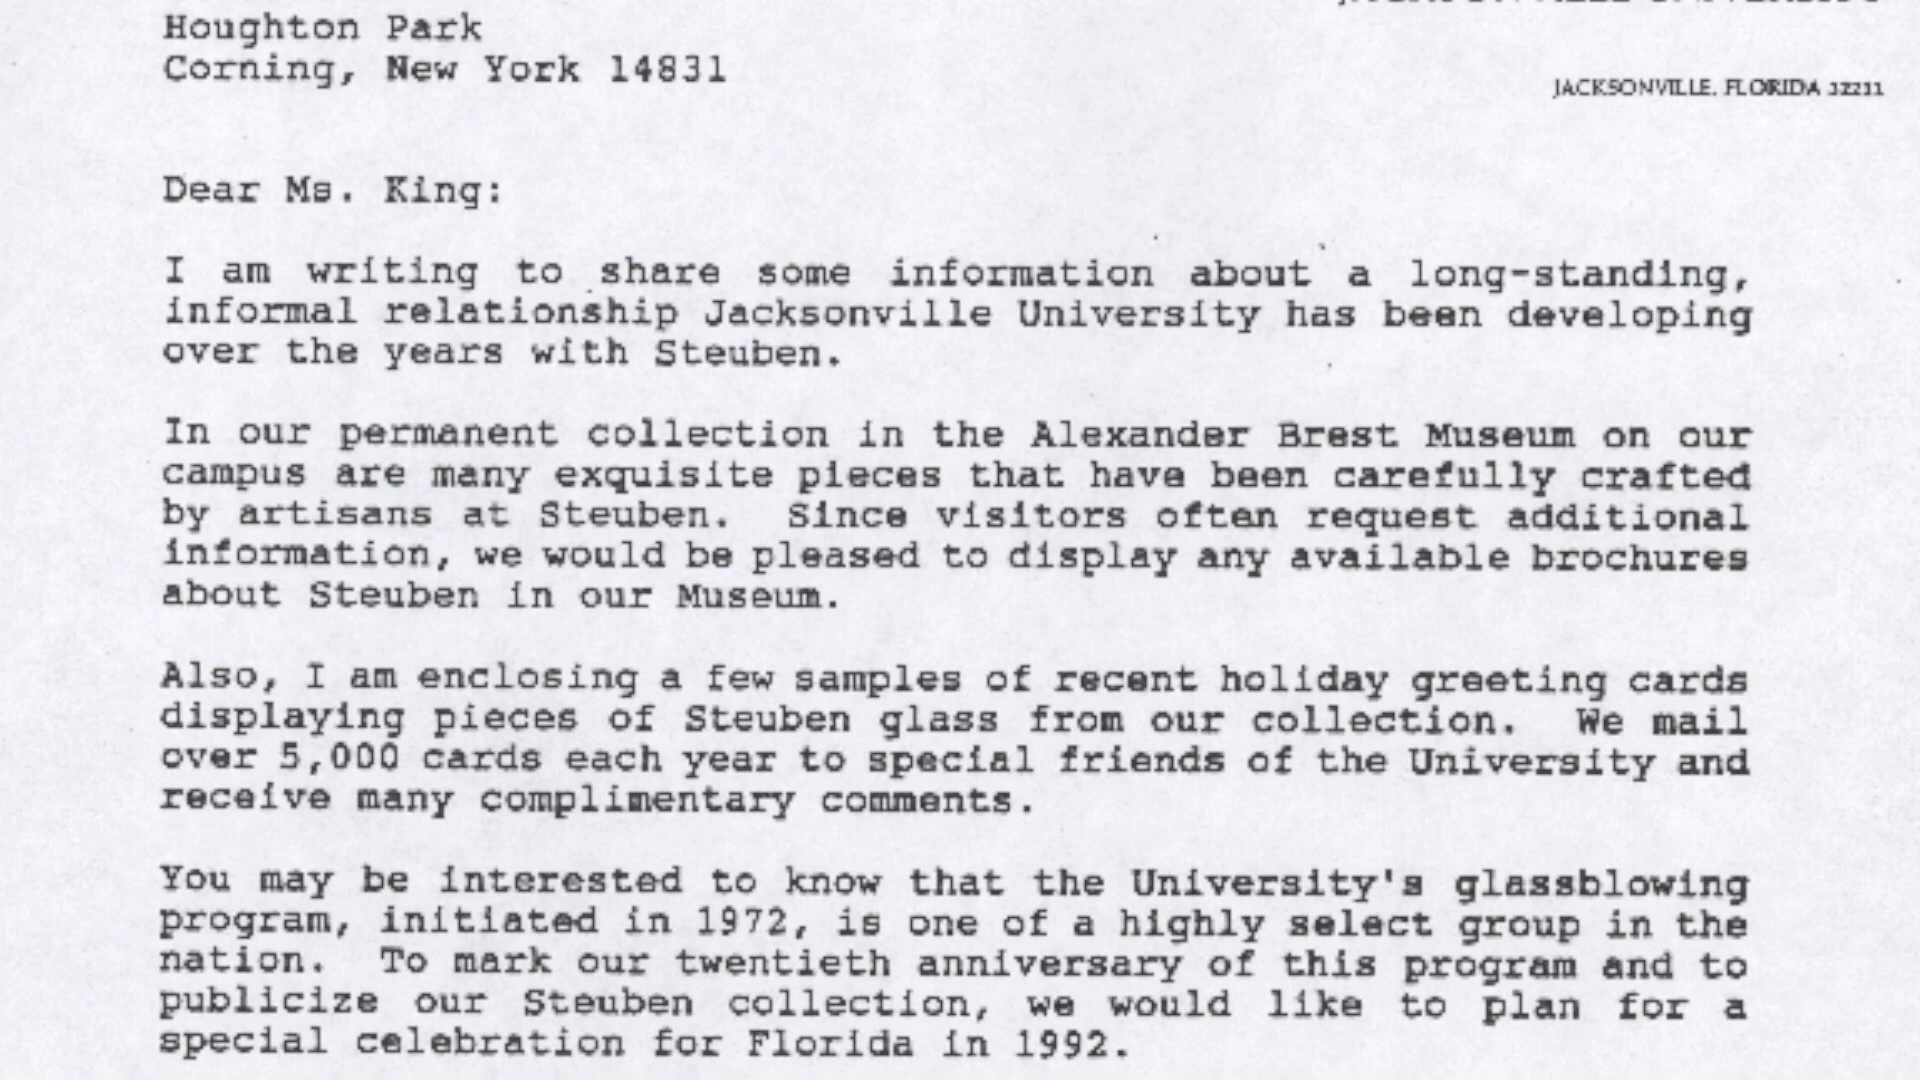 Houghton Park
Corning, New York 14831
JACKSONVILLE, FLORIDA 32211
Dear Ms. King:
I am writing to share some information about a long-standing,
informal relationship Jacksonville University has been developing
over the years with Steuben.
In our permanent collection in the Alexander Brest Museum on our
campus are many exquisite pieces that have been carefully crafted
by artisans at Steuben. Since visitors often request additional
information, we would be pleased to display any available brochures
about Steuben in our Museum.
Also, I am enclosing a few samples of recent holiday greeting cards
displaying pieces of Steuben glass from our collection. We mail
over 5,000 cards each year to special friends of the University and
receive many complimentary comments.
You may be interested to know that the University's glassblowing
program, initiated in 1972, is one of a highly select group in the
nation. To mark our twentieth anniversary of this program and to
publicize our Steuben collection, we would like to plan for a
special celebration for Florida in 1992.